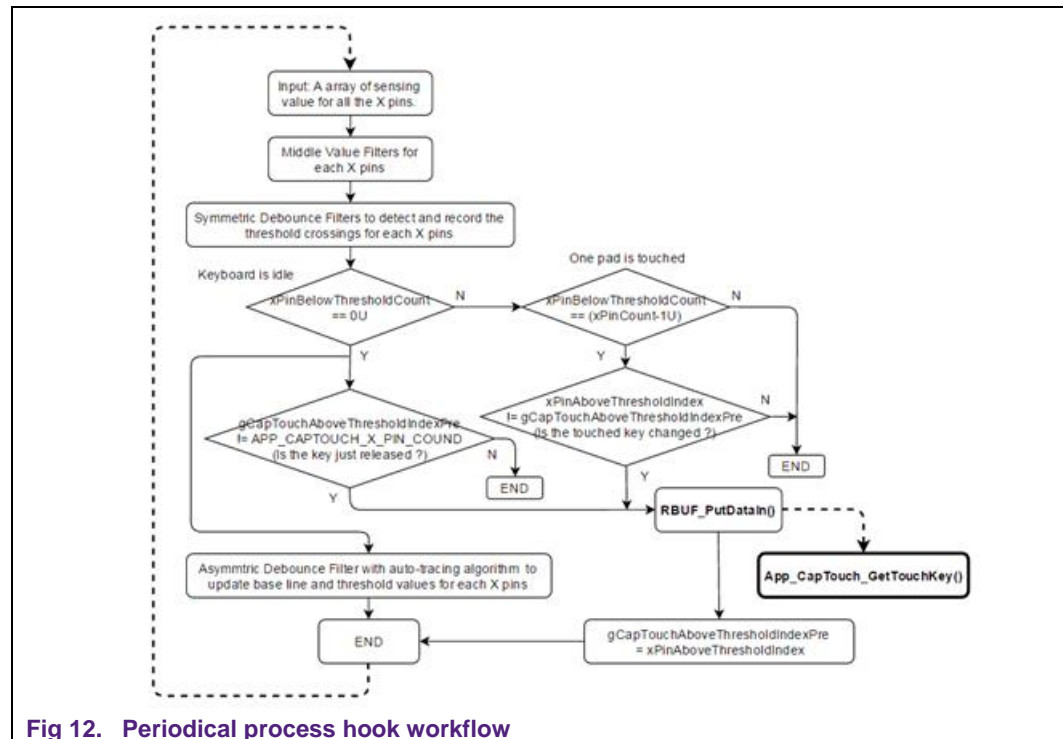 Input: A array of sensing
value for all the X pins.
Middle Value Filters for
each X pins
Symmetric Debounce Filters to detect and record the
threshold crossings for each X pins
Keyboard is idle
One pad is touched
xPinBelowThresholdCount
== 0U
N
xPinBelowThresholdCount
== (xPinCount-1U)
N
Y
Y
gCapTouchAboveThresholdIndexPre
!= APP_CAPTOUCH_X_PIN_COUND
(Is the key just released ?)
N
END
xPinAboveThresholdIndex
!= gCapTouchAboveThresholdIndexPre
(Is the touched key changed ?)
N
END
Y
Y
RBUF_PutDataIn()
App_CapTouch_GetTouchKey()
Asymmtric Debounce Filter with auto-tracing algorithm to
update base line and threshold values for each X pins
END
gCapTouchAboveThresholdIndexPre
= xPinAboveThresholdIndex
Fig 12. Periodical process hook workflow